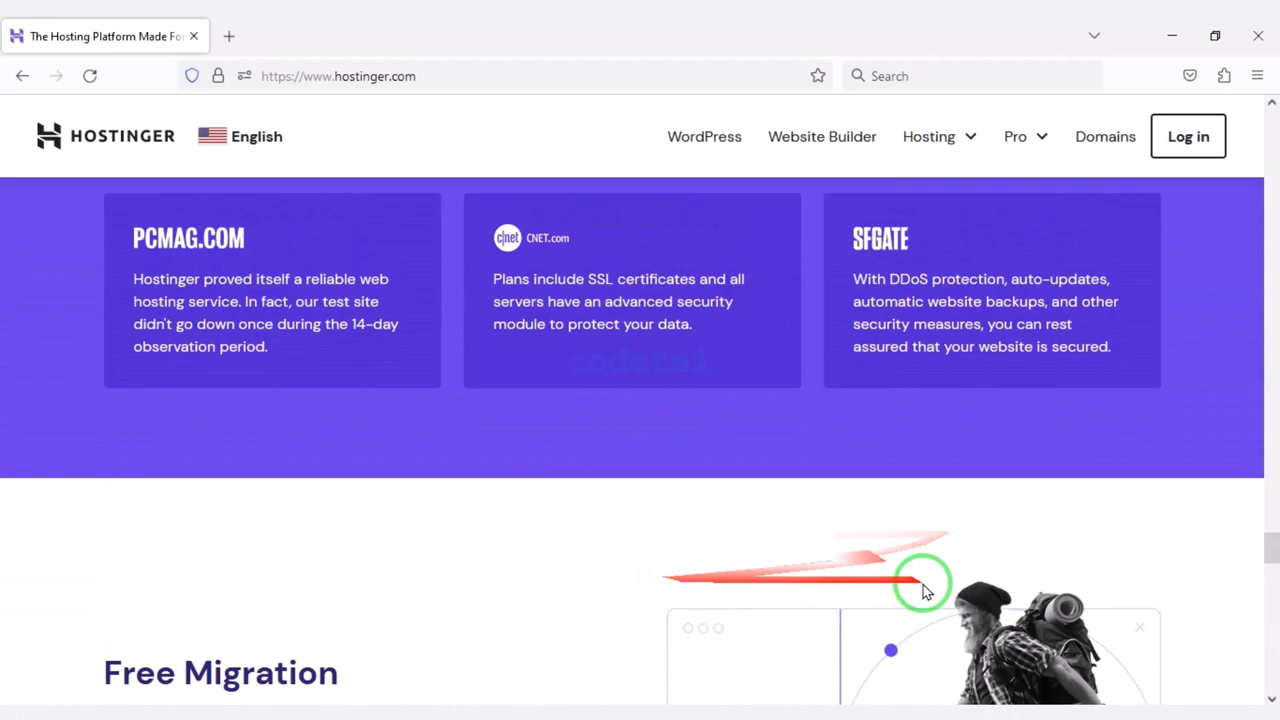 The Hosting Platform Made Fo
https://www.hostinger.com
Search
HOSTINGER
English
WordPress
Website Builder
Hosting
Pro
Domains
Log in
PCMAG.COM
Hostinger proved itself a reliable web
hosting service. In fact, our test site
didn't go down once during the 14-day
observation period.
c|net CNET.com
Plans include SSL certificates and all
servers have an advanced security
module to protect your data.
SFGATE
With DDoS protection, auto-updates,
automatic website backups, and other
security measures, you can rest
assured that your website is secured.
codetai
Free Migration